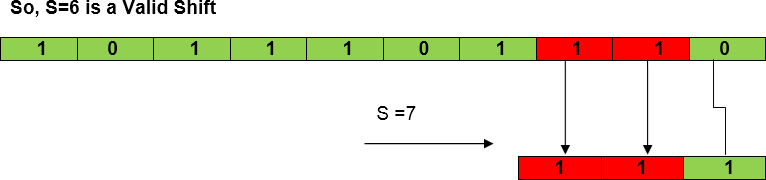 So, S=6 is a Valid Shift
1 0 1 1 1 0 1 1 1 0
S =7
1 1 1